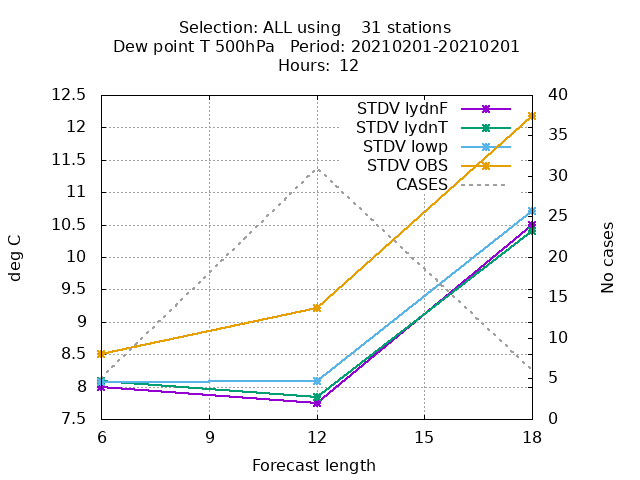 Selection: ALL using    31 stations
Dew point T 500hPa   Period: 20210201-20210201
Hours: 12
STDV lydnF
STDV lydnT
STDV lowp
STDV OBS
CASES
12.5
12
11.5
11
10.5
10
9.5
9
8.5
8
7.5
40
35
30
25
20
15
10
5
0
deg C
No cases
6 9 12 15 18
Forecast length